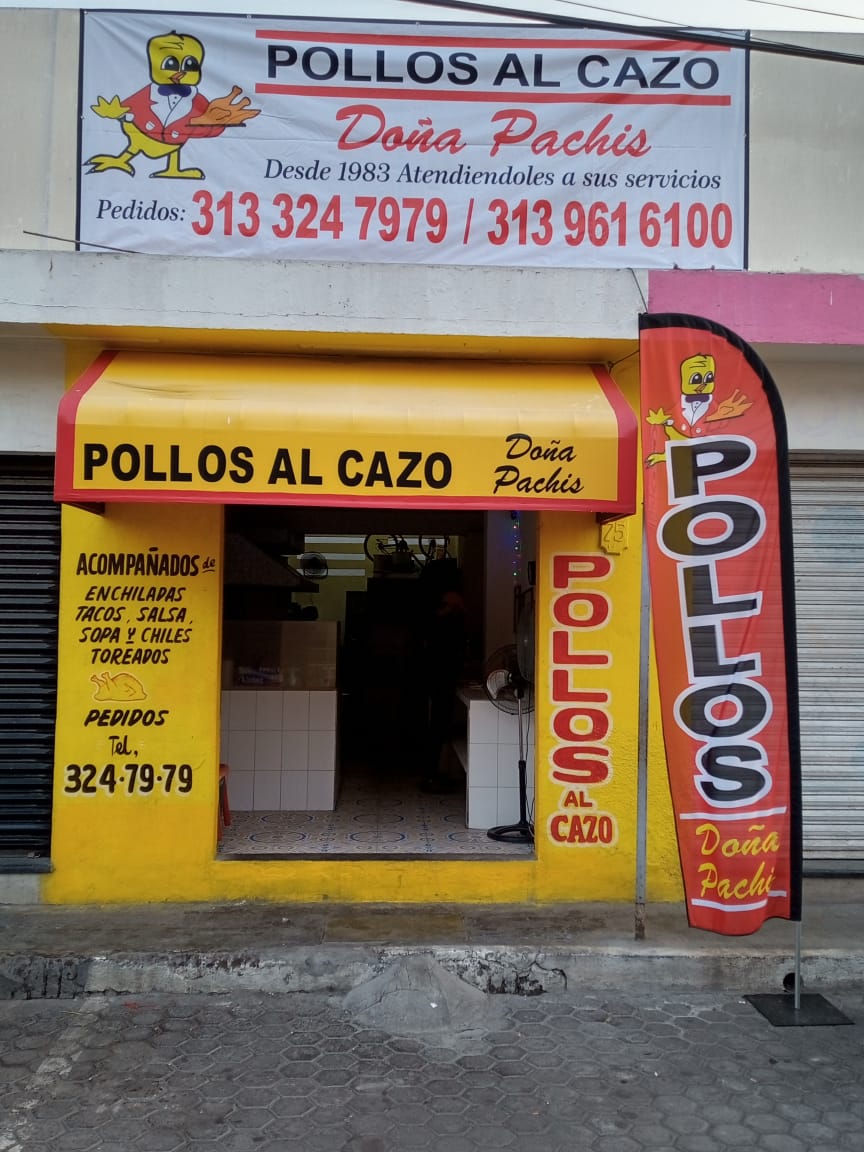 POLLOS AL CAZO
Doña Pachis
Desde 1983 Atendiendoles a sus servicios
Pedidos: 313 324 7979 / 313 961 6100
POLLOS AL CAZO
Doña
Pachis
ACOMPAÑADOS de
ENCHILADAS
TACOS, SALSA,
SOPA Y CHILES
TOREADOS
PEDIDOS
Tel,
324-79-79
75
POLLOS
AL
CAZO
POLLOS
Doña
Pachi